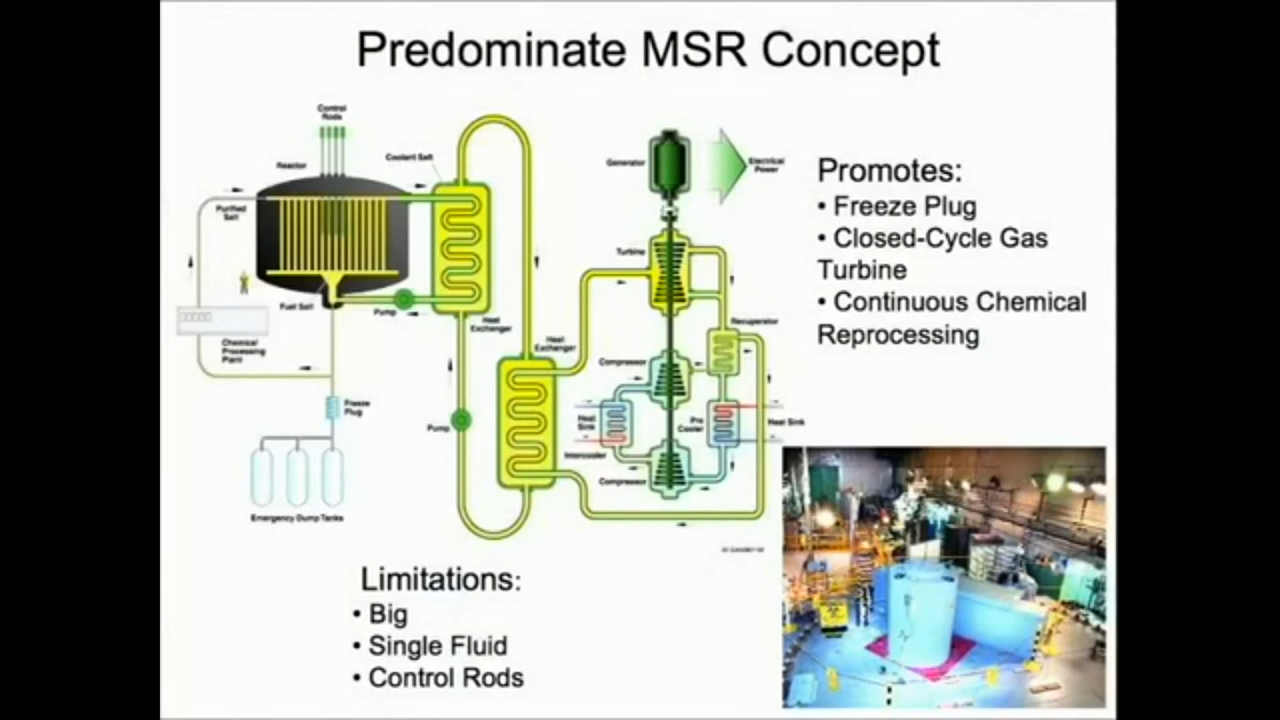 Predominate MSR Concept
Control
Rods
Reactor
Coolant Salt
Purified
Salt
Fuel Salt
Pump
Chemical
Processing
Plant
Heat
Exchanger
Freeze
Plug
Emergency Dump Tanks
Pump
Heat
Exchanger
Generator
Electrical
Power
Turbine
Recuperator
Compressor
Heat
Sink
Pre
Cooler
Heat Sink
Intercooler
Compressor
Promotes:
• Freeze Plug
• Closed-Cycle Gas
Turbine
• Continuous Chemical
Reprocessing
Limitations:
• Big
• Single Fluid
• Control Rods